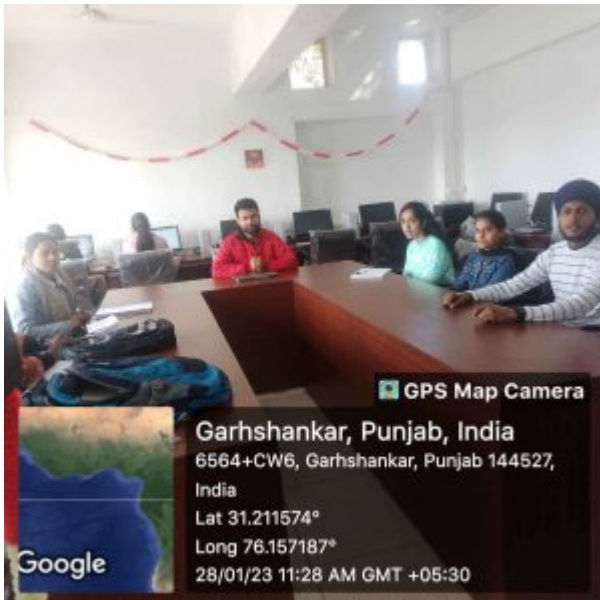 GPS Map Camera
Garhshankar, Punjab, India
6564+CW6, Garhshankar, Punjab 144527,
India
Lat 31.211574°
Long 76.157187°
28/01/23 11:28 AM GMT +05:30
Google